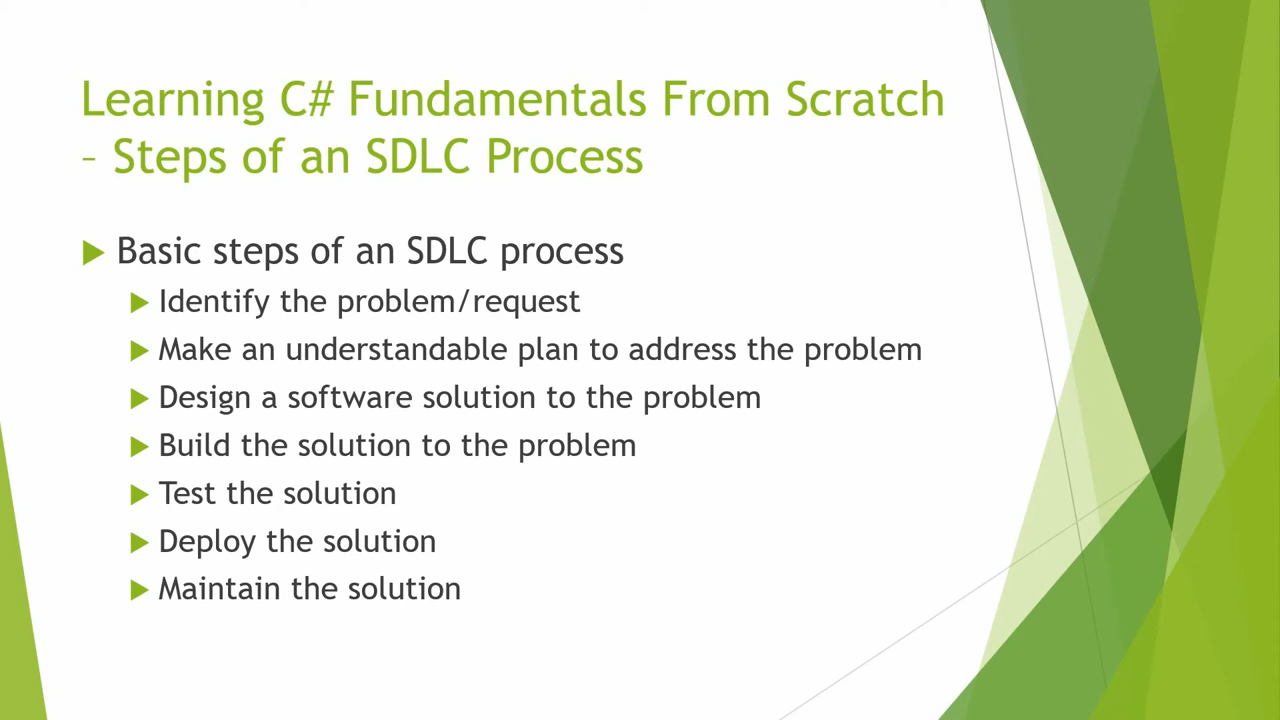 Learning C# Fundamentals From Scratch
– Steps of an SDLC Process
Basic steps of an SDLC process
Identify the problem/request
Make an understandable plan to address the problem
Design a software solution to the problem
Build the solution to the problem
Test the solution
Deploy the solution
Maintain the solution